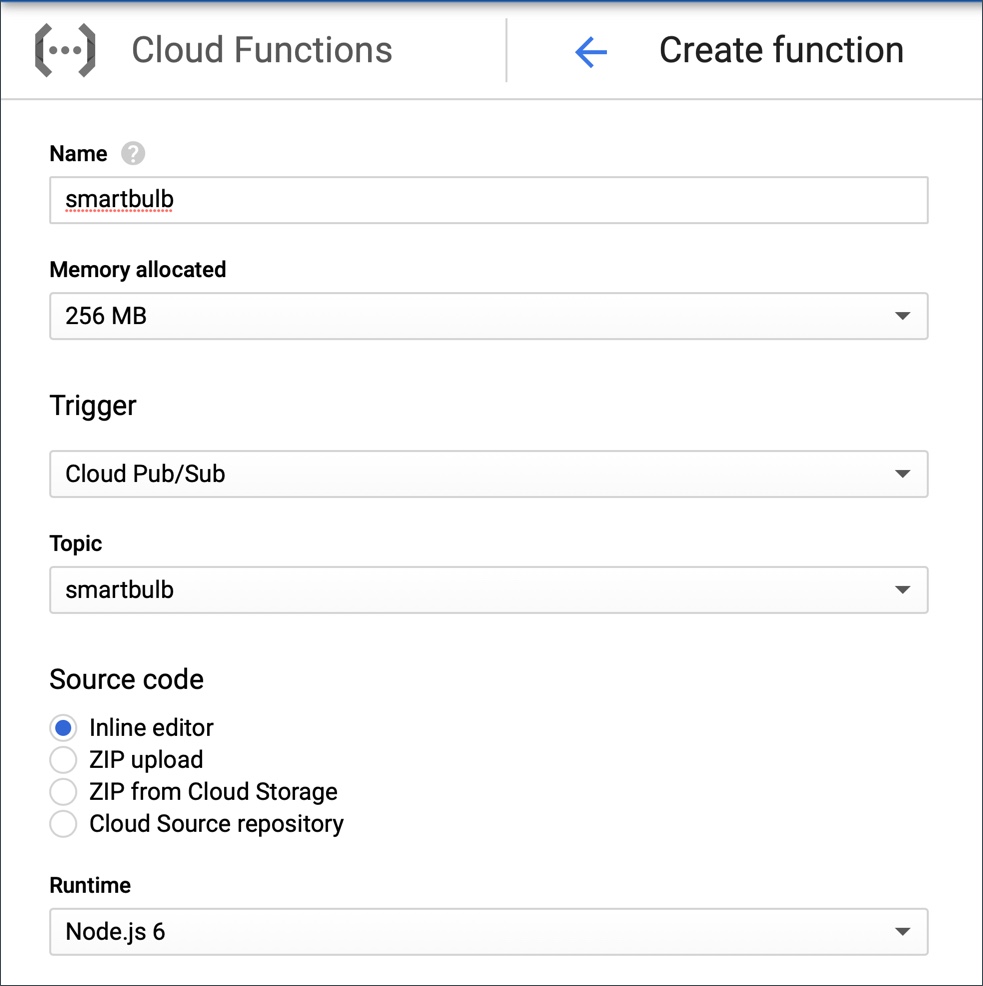 Cloud Functions
Create function
Name ?
smartbulb
Memory allocated
256 MB
Trigger
Cloud Pub/Sub
Topic
smartbulb
Source code
Inline editor
ZIP upload
ZIP from Cloud Storage
Cloud Source repository
Runtime
Node.js 6